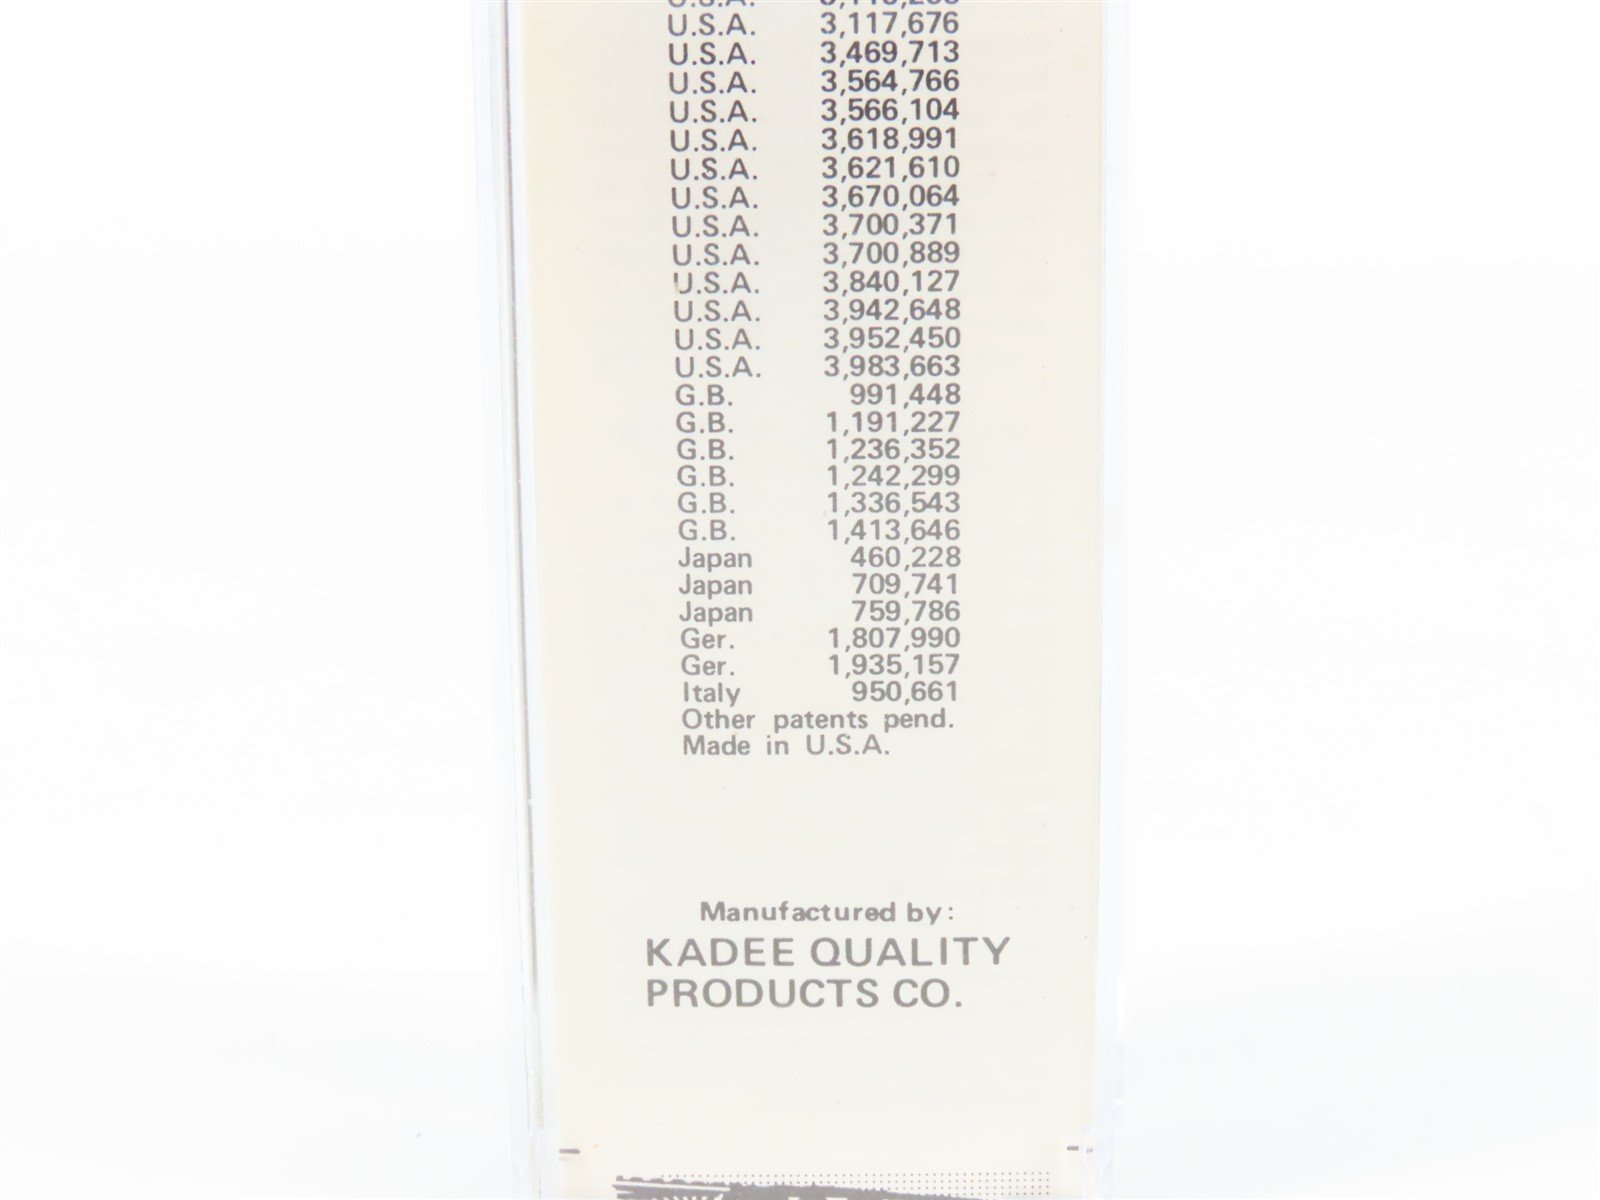 U.S.A.
U.S.A. 3,117,676
U.S.A. 3,469,713
U.S.A. 3,564,766
U.S.A. 3,566,104
U.S.A. 3,618,991
U.S.A. 3,621,610
U.S.A. 3,670,064
U.S.A. 3,700,371
U.S.A. 3,700,889
U.S.A. 3,840,127
U.S.A. 3,942,648
U.S.A. 3,952,450
U.S.A. 3,983,663
G.B. 991,448
G.B. 1,191,227
G.B. 1,236,352
G.B. 1,242,299
G.B. 1,336,543
G.B. 1,413,646
Japan 460,228
Japan 709,741
Japan 759,786
Ger. 1,807,990
Ger. 1,935,157
Italy 950,661
Other patents pend.
Made in U.S.A.
Manufactured by:
KADEE QUALITY
PRODUCTS CO.